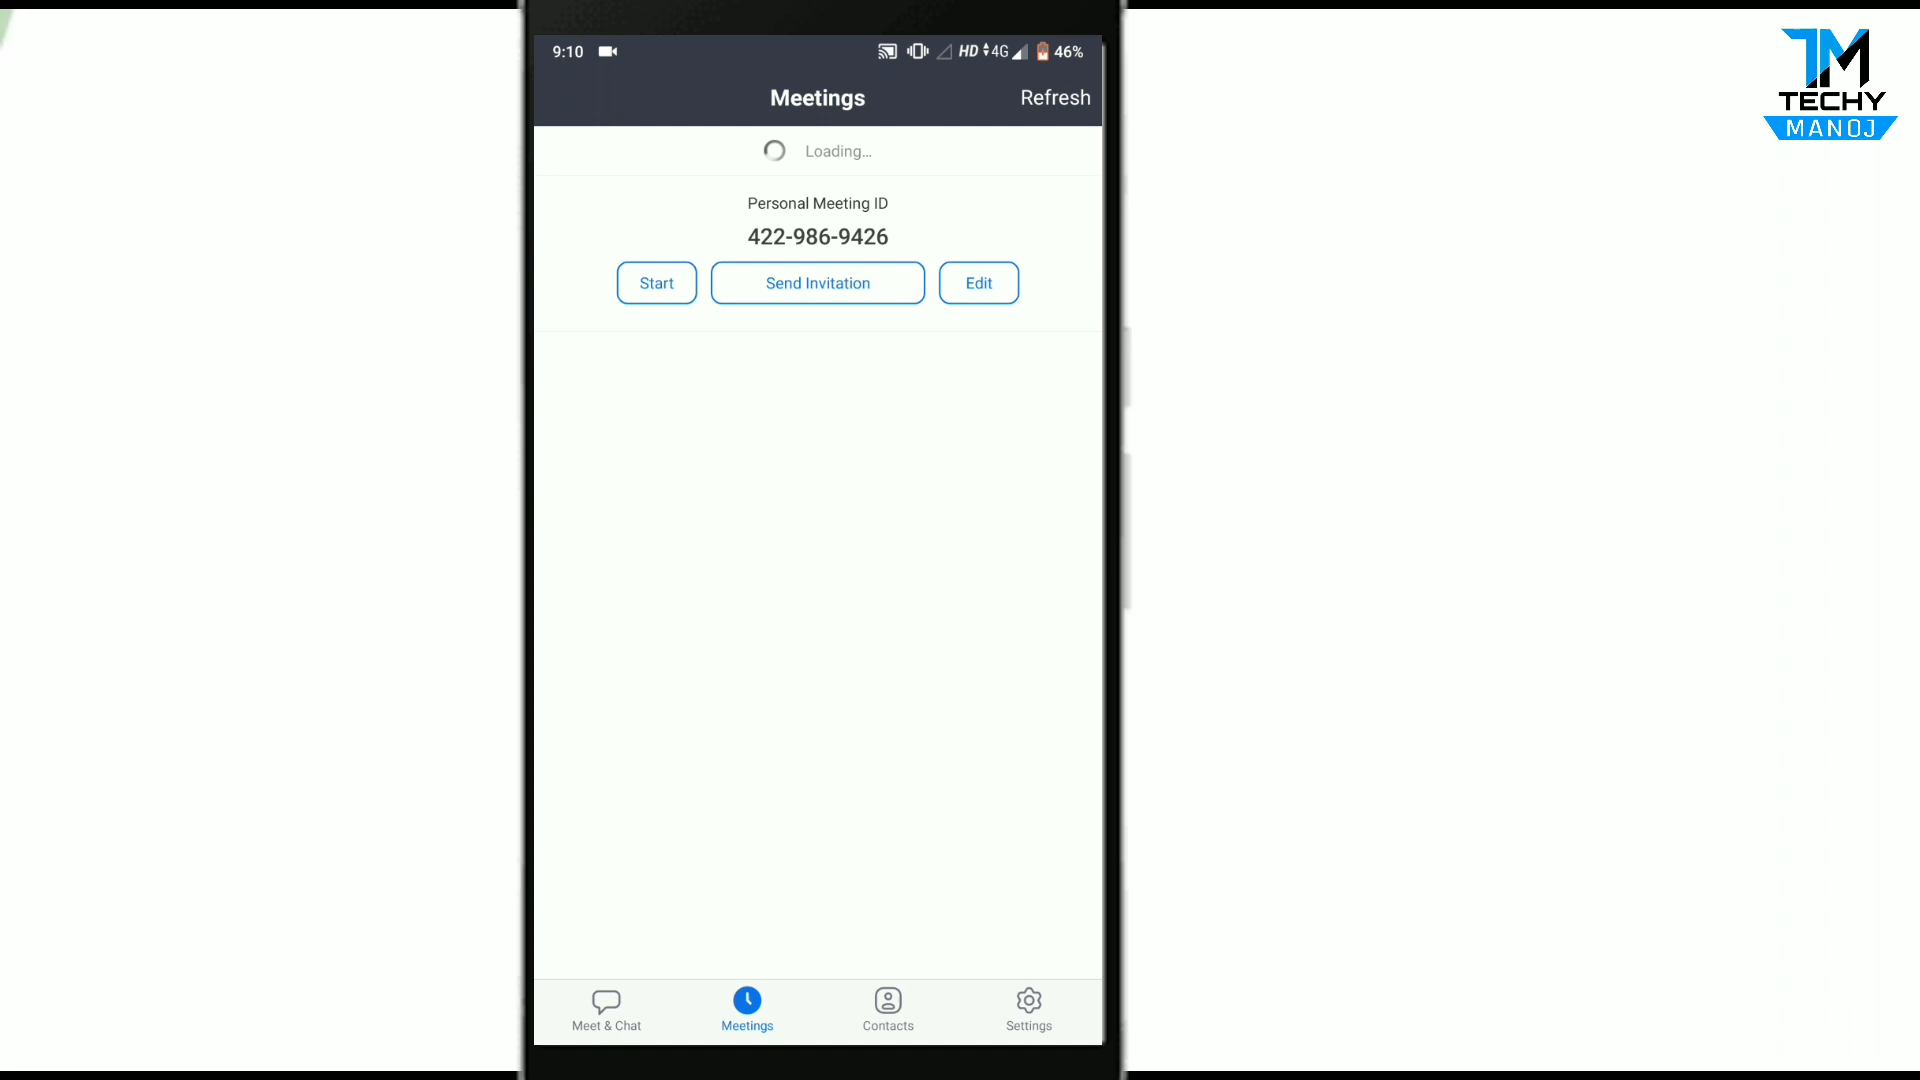 9:10
HD 4G 46%
Meetings
Refresh
Loading...
Personal Meeting ID
422-986-9426
Start
Send Invitation
Edit
Meet & Chat
Meetings
Contacts
Settings
TM
TECHY
MANOJ